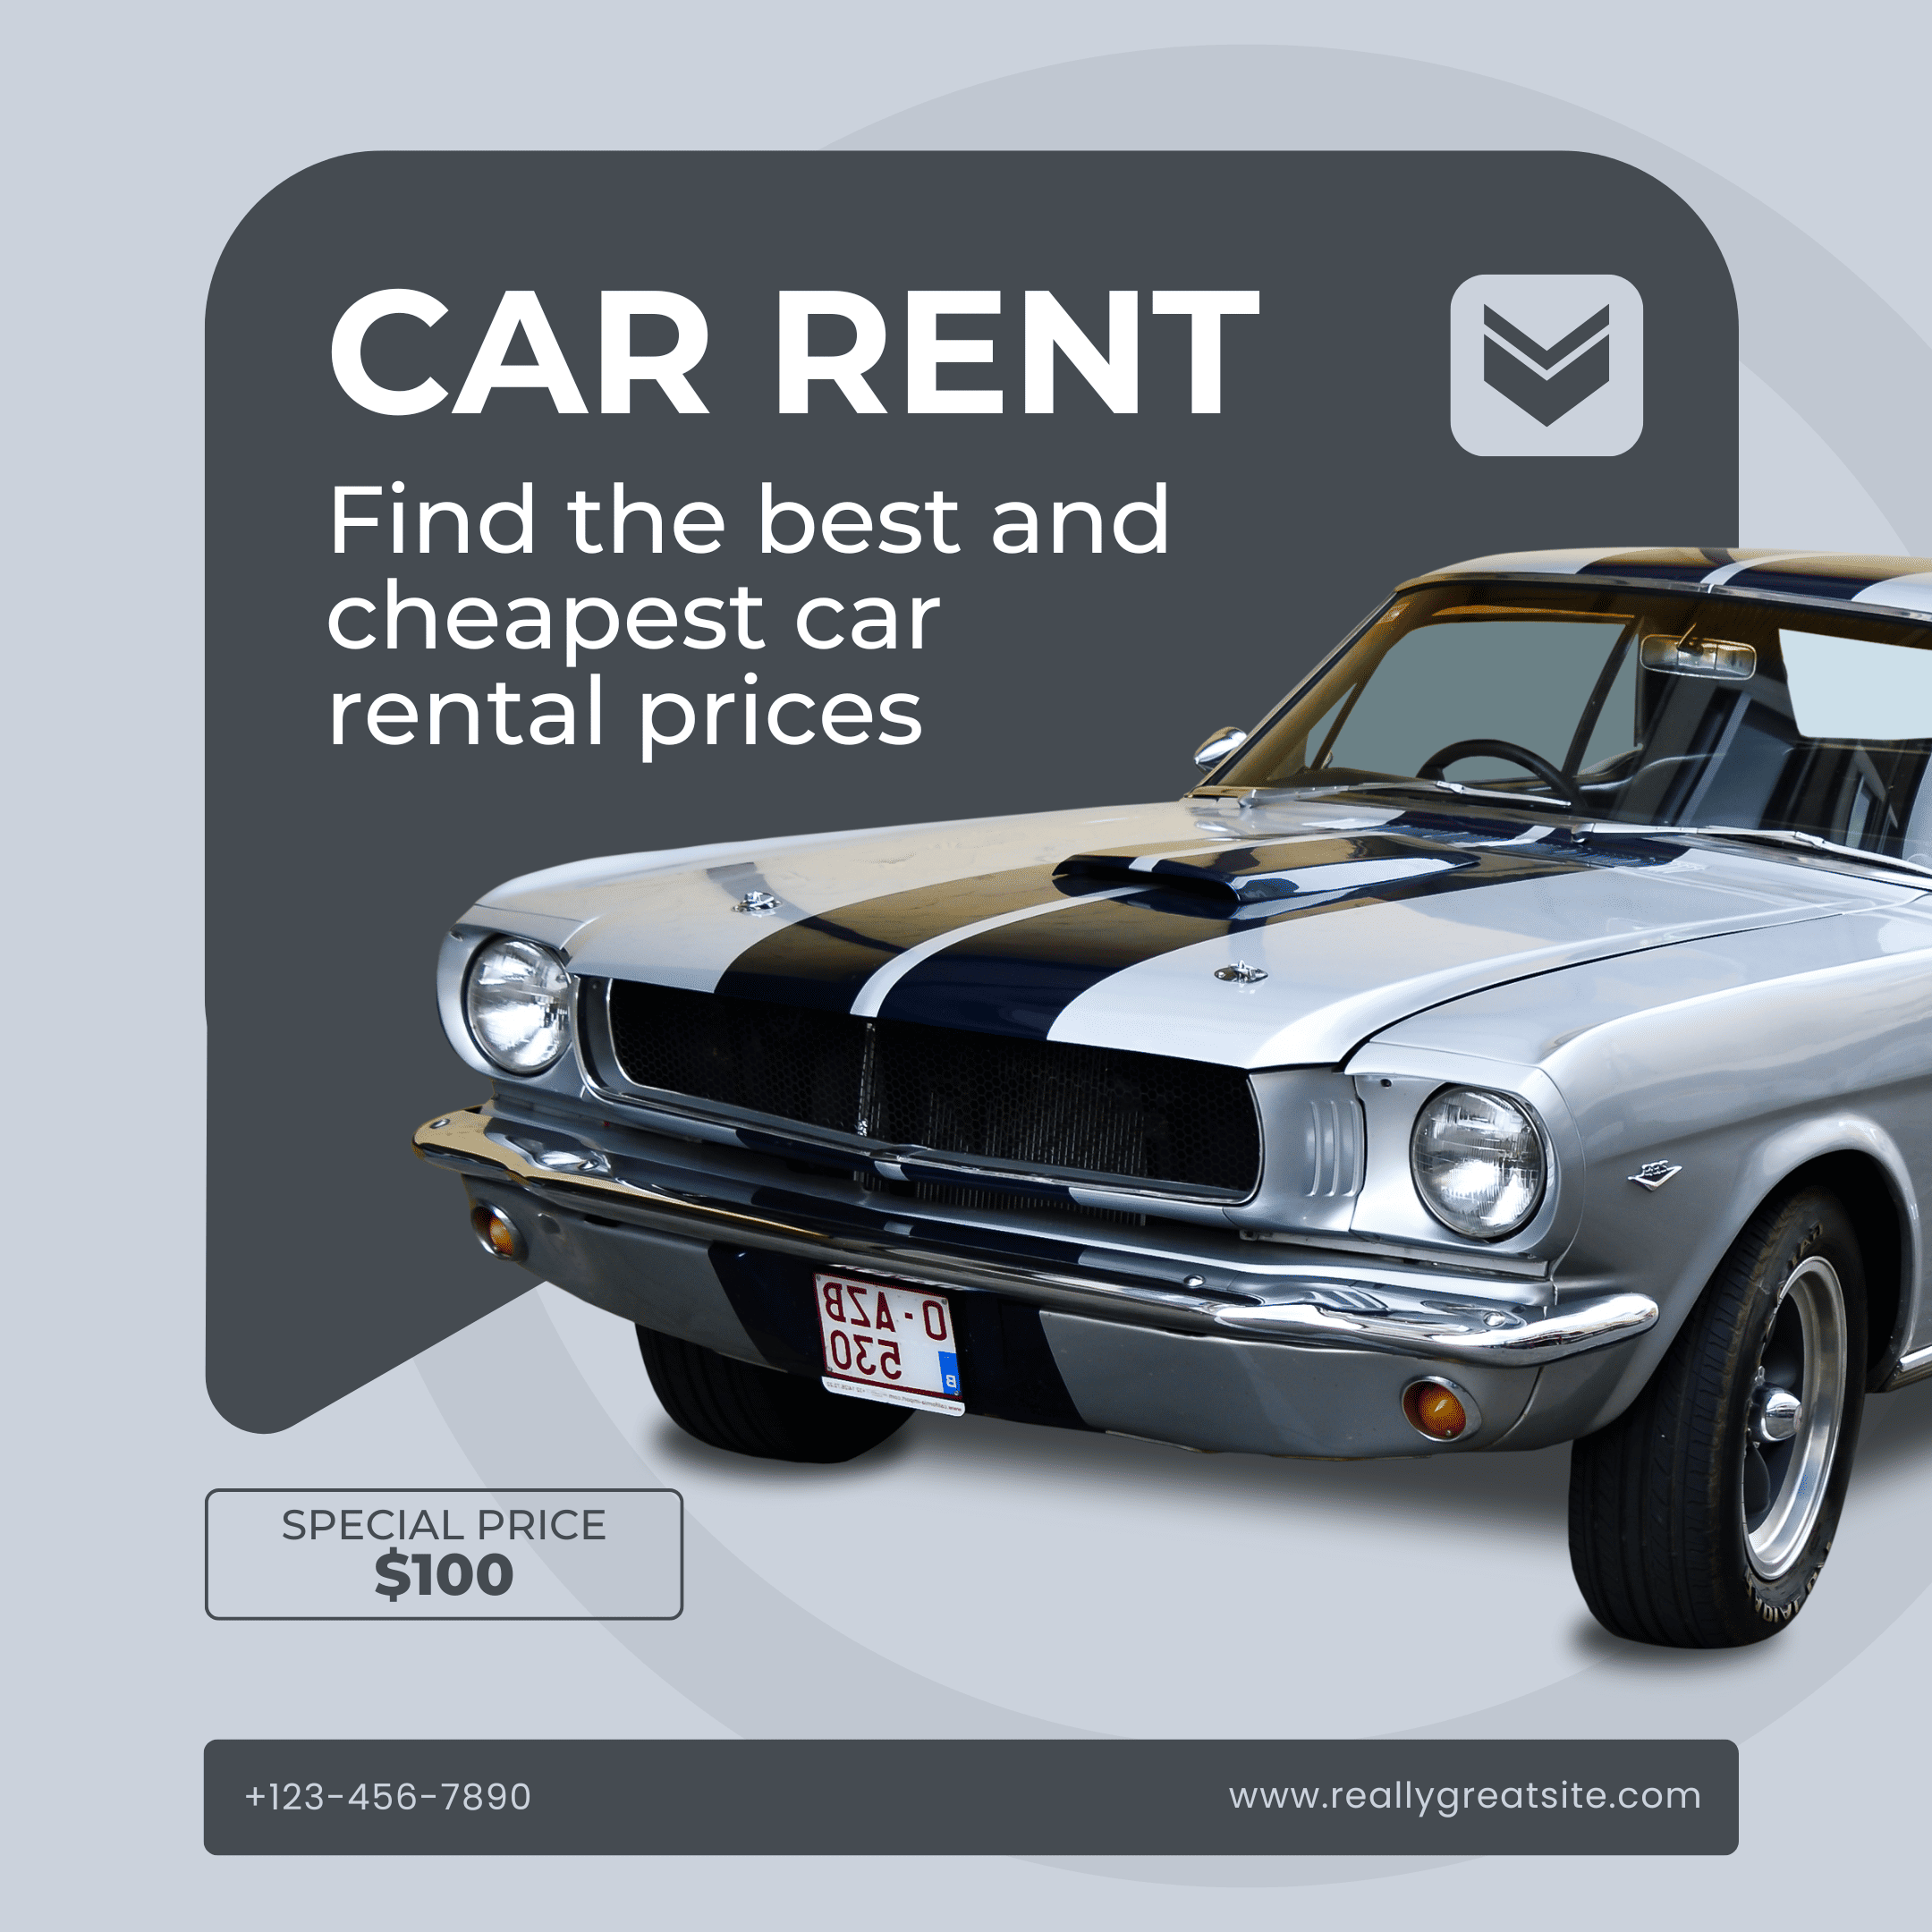 CAR RENT
Find the best and
cheapest car
rental prices
O-AZB
530
B
SPECIAL PRICE
$100
+123-456-7890
www.reallygreatsite.com